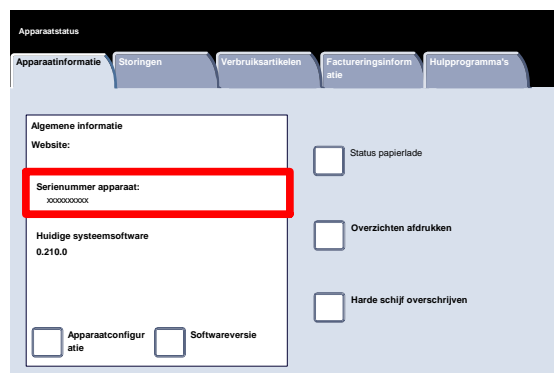 Apparaatstatus
Apparaatinformatie
Storingen
Verbruiksartikelen
Factureringsinform
atie
Hulpprogramma's
Algemene informatie
Website:
Serienummer apparaat:
xxxxxxxxx
Huidige systeemsoftware
0.210.0
Apparaatconfigur
atie
Softwareversie
Status papierlade
Overzichten afdrukken
Harde schijf overschrijven